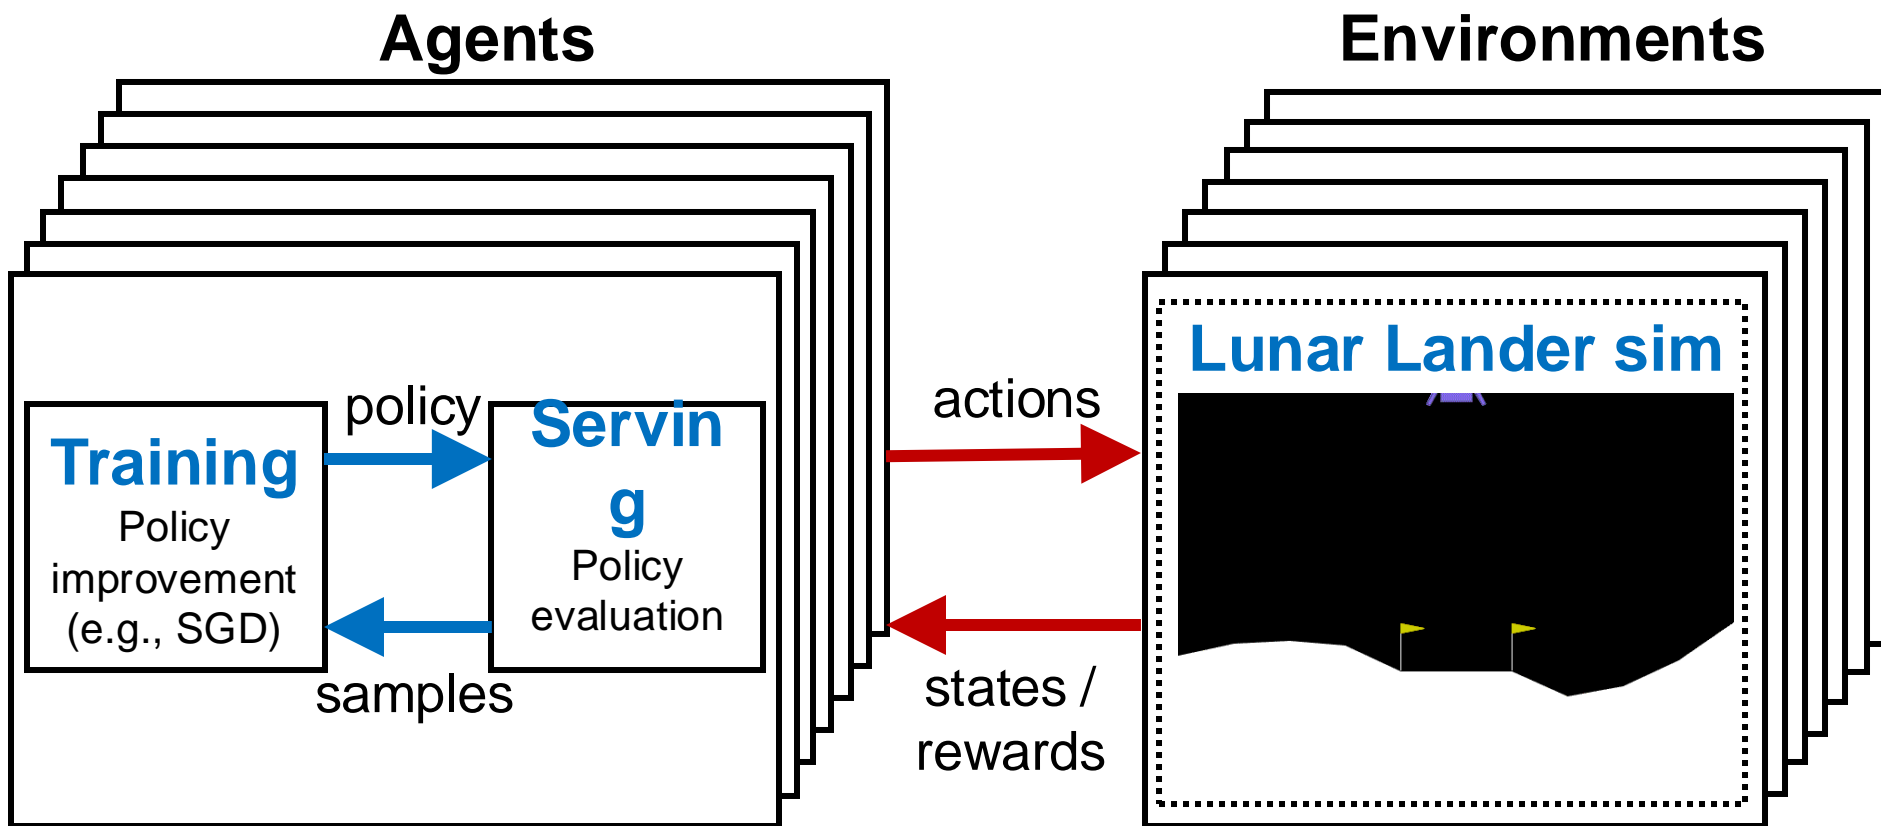 Agents
Environments
policy
Training
Policy
improvement
(e.g., SGD)
Servin
g
Policy
evaluation
samples
actions
states /
rewards
Lunar Lander sim